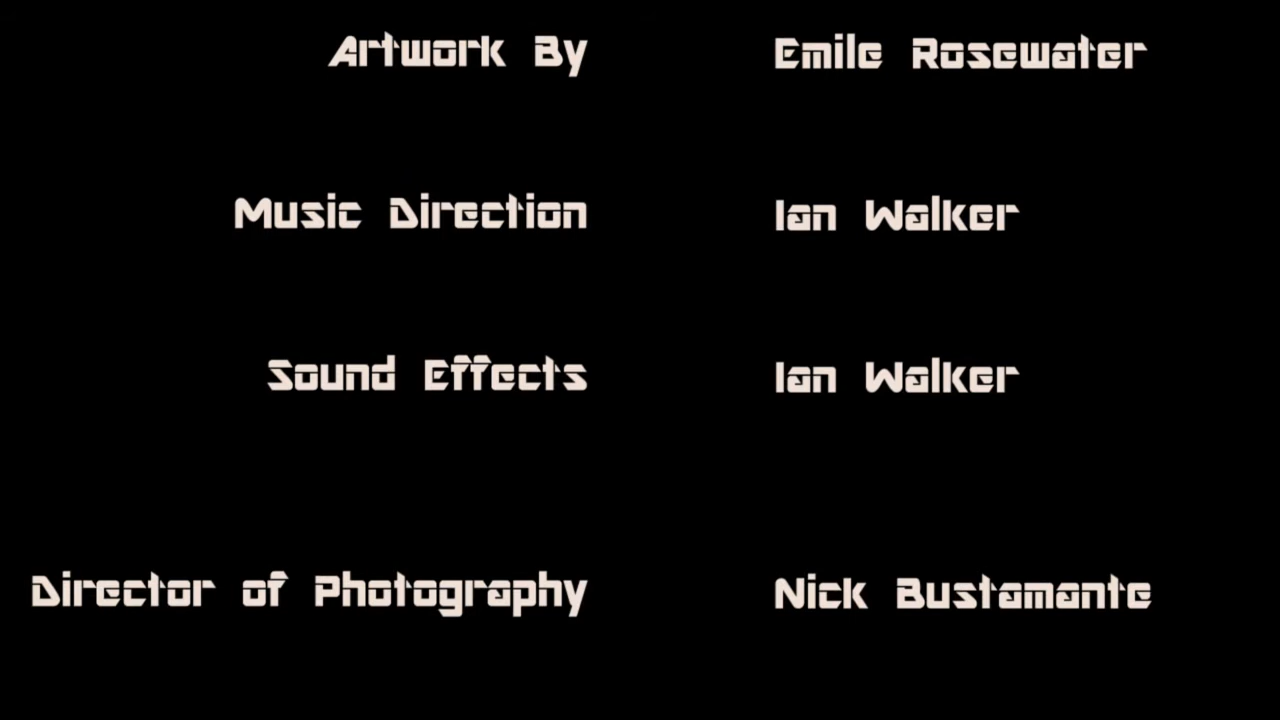 Artwork By Emile Rosewater
Music Direction Ian Walker
Sound Effects Ian Walker
Director of Photography Nick Bustamante